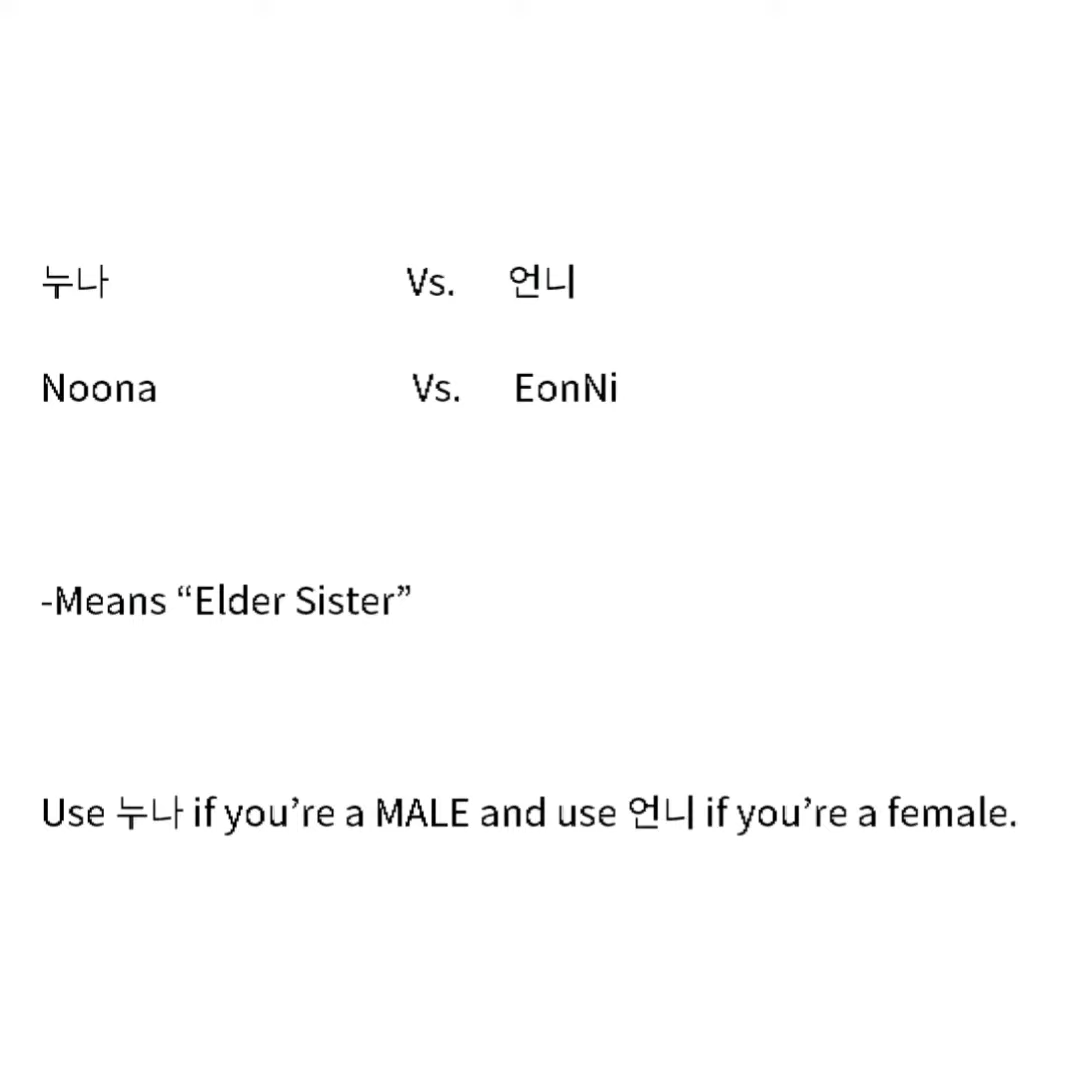 누나 Vs. 언니
Noona Vs. EonNi
-Means “Elder Sister”
Use 누나 if you’re a MALE and use 언니 if you’re a female.